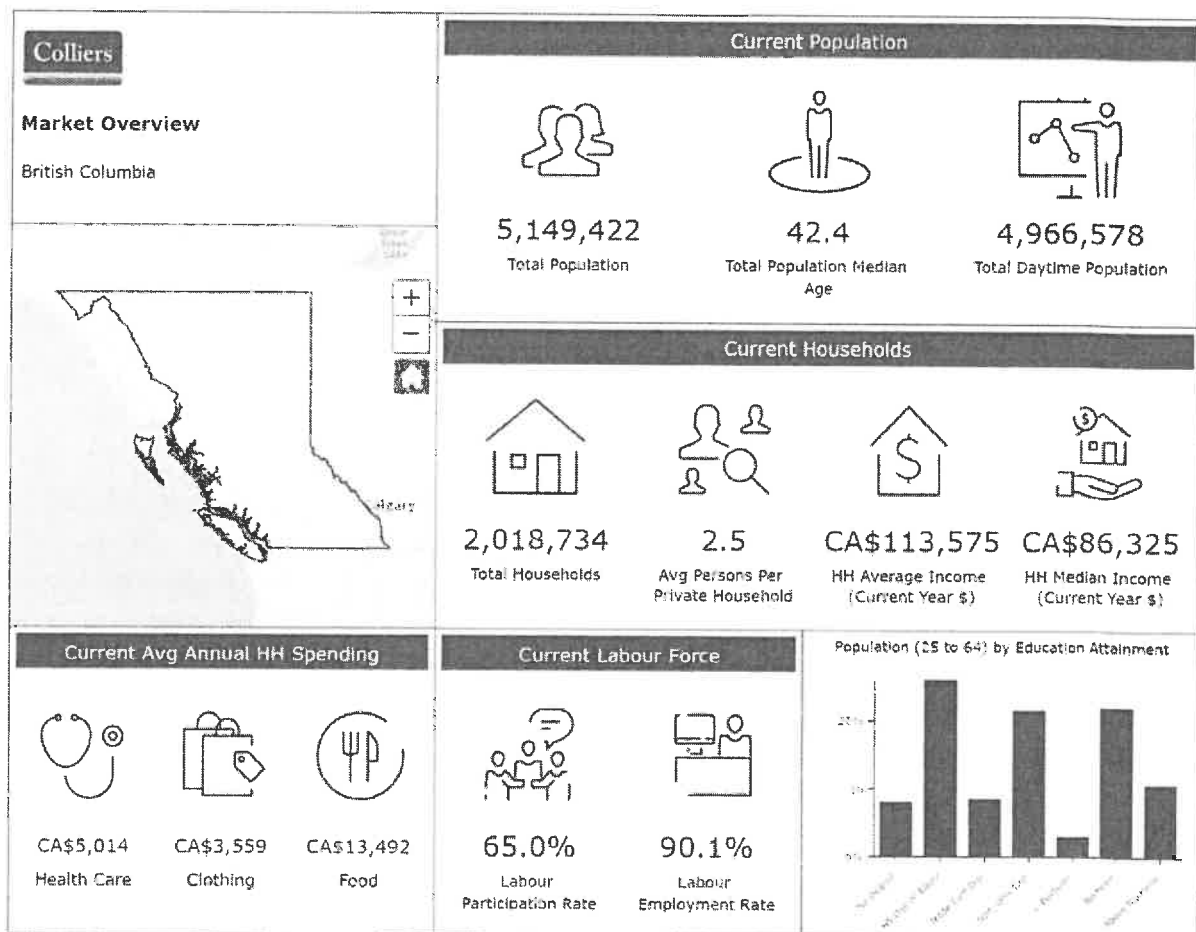 Colliers
Market Overview
British Columbia
Current Population
5,149,422
Total Population
42.4
Total Population Median
Age
4,966,578
Total Daytime Population
+
−
Current Households
2,018,734
Total Households
2.5
Avg Persons Per
Private Household
CA$113,575
HH Average Income
(Current Year $)
CA$86,325
HH Median Income
(Current Year $)
Current Avg Annual HH Spending
CA$5,014
Health Care
CA$3,559
Clothing
CA$13,492
Food
Current Labour Force
65.0%
Labour
Participation Rate
90.1%
Labour
Employment Rate
Population (25 to 64) by Education Attainment